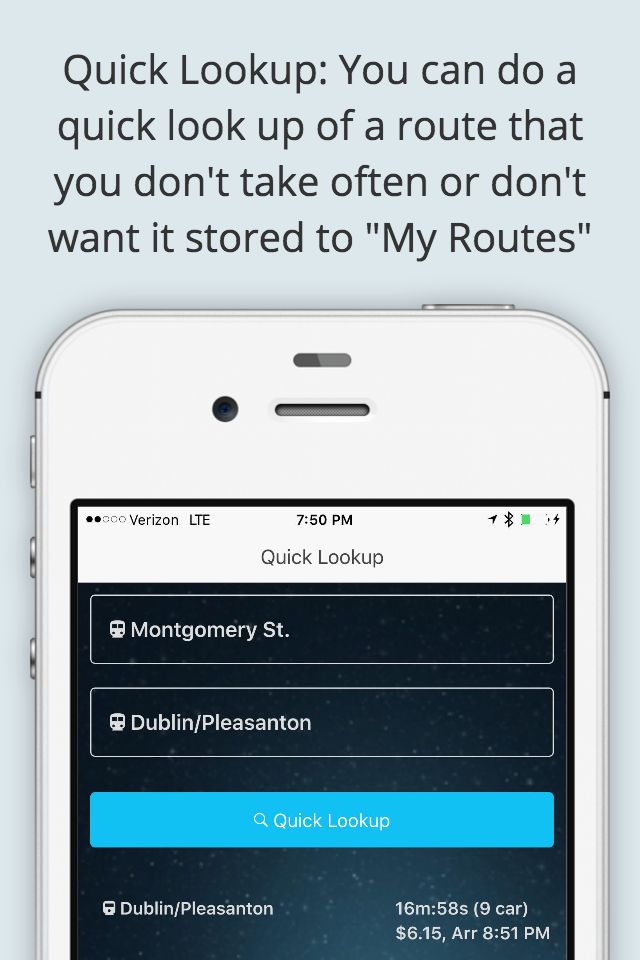 Quick Lookup: You can do a
quick look up of a route that
you don't take often or don't
want it stored to "My Routes"
Verizon LTE
7:50 PM
Quick Lookup
Montgomery St.
Dublin/Pleasanton
Quick Lookup
Dublin/Pleasanton
16m:58s (9 car)
$6.15, Arr 8:51 PM